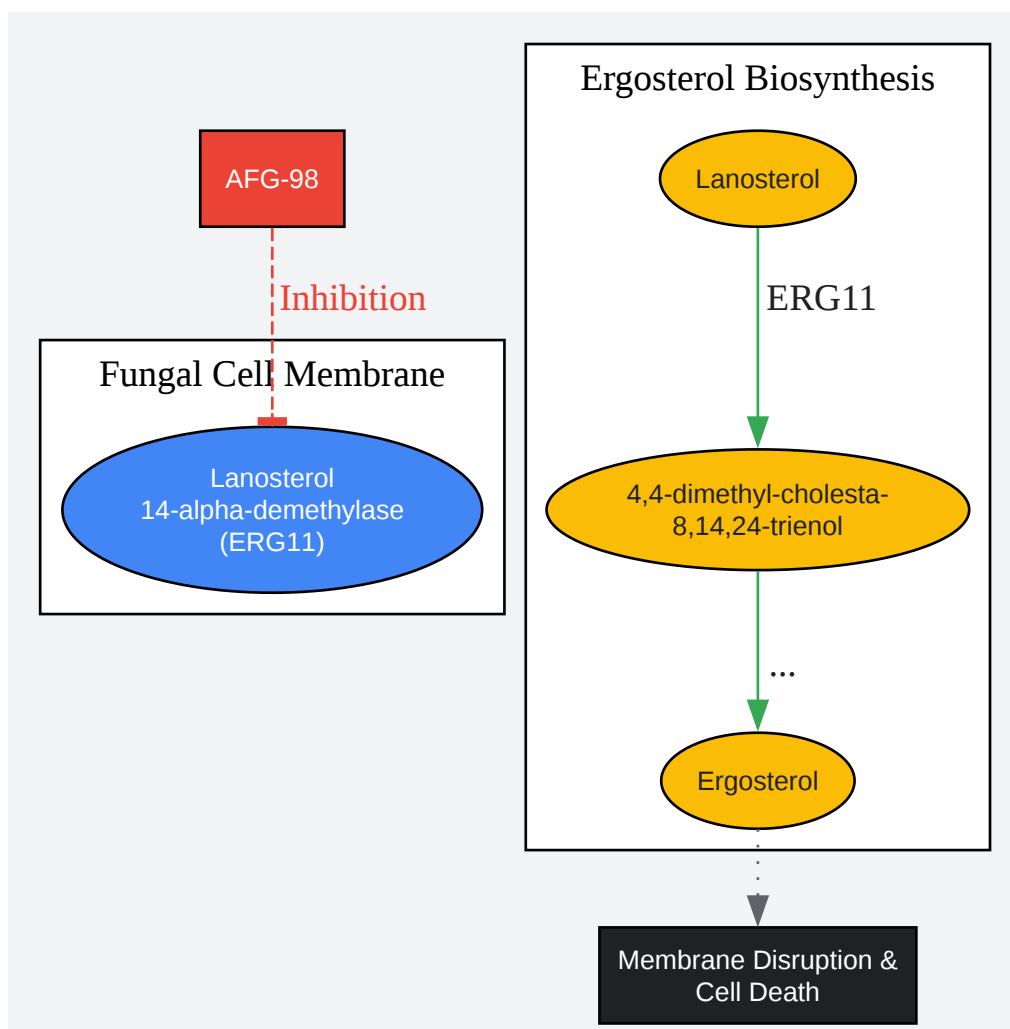 AFG-98
Inhibition
Fungal Cell Membrane
Lanosterol
14-alpha-demethylase
(ERG11)
Ergosterol Biosynthesis
Lanosterol
ERG11
4,4-dimethyl-cholesta-
8,14,24-trienol
...
Ergosterol
Membrane Disruption &
Cell Death